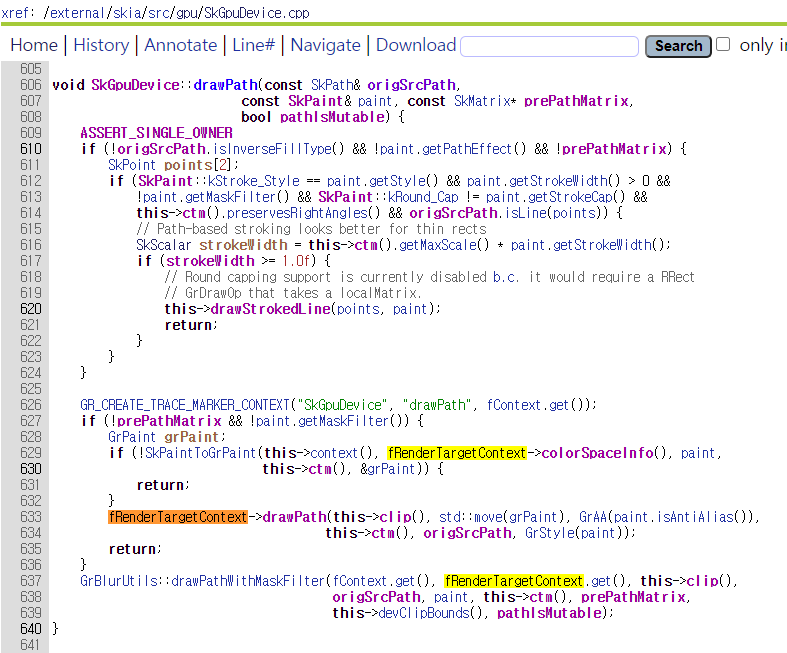 xref: /external/skia/src/gpu/SkGpuDevice.cpp
Home | History | Annotate | Line# | Navigate | Download Search only in
605
606 void SkGpuDevice::drawPath(const SkPath& origSrcPath,
607 const SkPaint& paint, const SkMatrix* prePathMatrix,
608 bool pathIsMutable) {
609 ASSERT_SINGLE_OWNER
610 if (!origSrcPath.isInverseFillType() && !paint.getPathEffect() && !prePathMatrix) {
611 SkPoint points[2];
612 if (SkPaint::kStroke_Style == paint.getStyle() && paint.getStrokeWidth() > 0 &&
613 !paint.getMaskFilter() && SkPaint::kRound_Cap != paint.getStrokeCap() &&
614 this->ctm().preservesRightAngles() && origSrcPath.isLine(points)) {
615 // Path-based stroking looks better for thin rects
616 SkScalar strokeWidth = this->ctm().getMaxScale() * paint.getStrokeWidth();
617 if (strokeWidth >= 1.0f) {
618 // Round capping support is currently disabled b.c. it would require a RRect
619 // GrDrawOp that takes a localMatrix.
620 this->drawStrokedLine(points, paint);
621 return;
622 }
623 }
624 }
625
626 GR_CREATE_TRACE_MARKER_CONTEXT("SkGpuDevice", "drawPath", fContext.get());
627 if (!prePathMatrix && !paint.getMaskFilter()) {
628 GrPaint grPaint;
629 if (!SkPaintToGrPaint(this->context(), fRenderTargetContext->colorSpaceInfo(), paint,
630 this->ctm(), &grPaint)) {
631 return;
632 }
633 fRenderTargetContext->drawPath(this->clip(), std::move(grPaint), GrAA(paint.isAntiAlias()),
634 this->ctm(), origSrcPath, GrStyle(paint));
635 return;
636 }
637 GrBlurUtils::drawPathWithMaskFilter(fContext.get(), fRenderTargetContext.get(), this->clip(),
638 origSrcPath, paint, this->ctm(), prePathMatrix,
639 this->devClipBounds(), pathIsMutable);
640 }
641